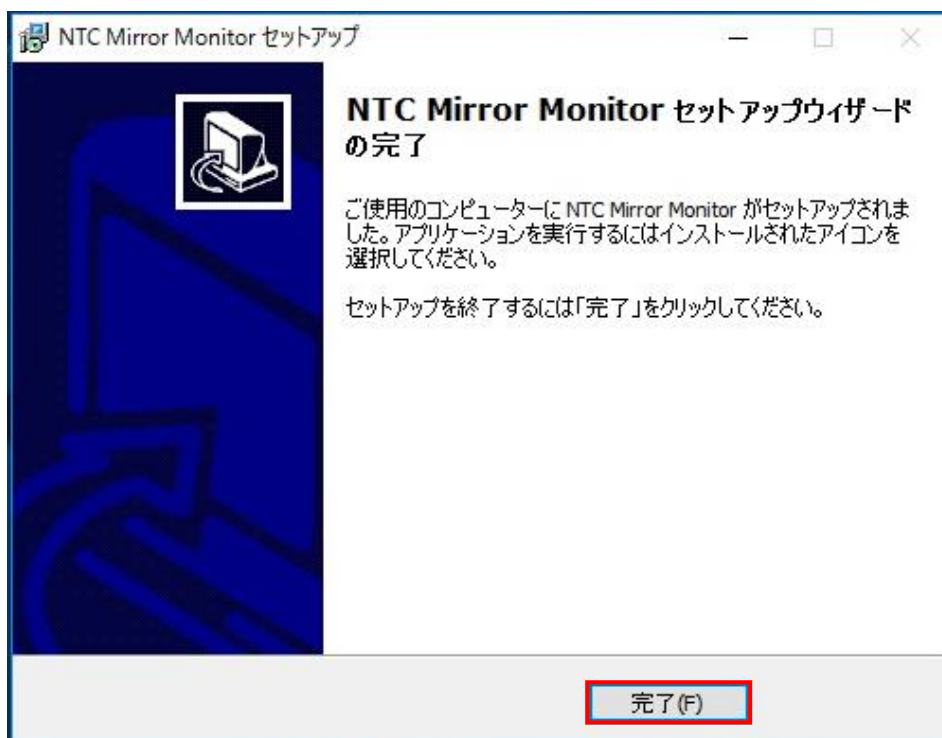 NTC Mirror Monitor セットアップ
NTC Mirror Monitor セットアップウィザード
の完了
ご使用のコンピューターに NTC Mirror Monitor がセットアップされま
した。アプリケーションを実行するにはインストールされたアイコンを
選択してください。
セットアップを終了するには「完了」をクリックしてください。
完了(F)